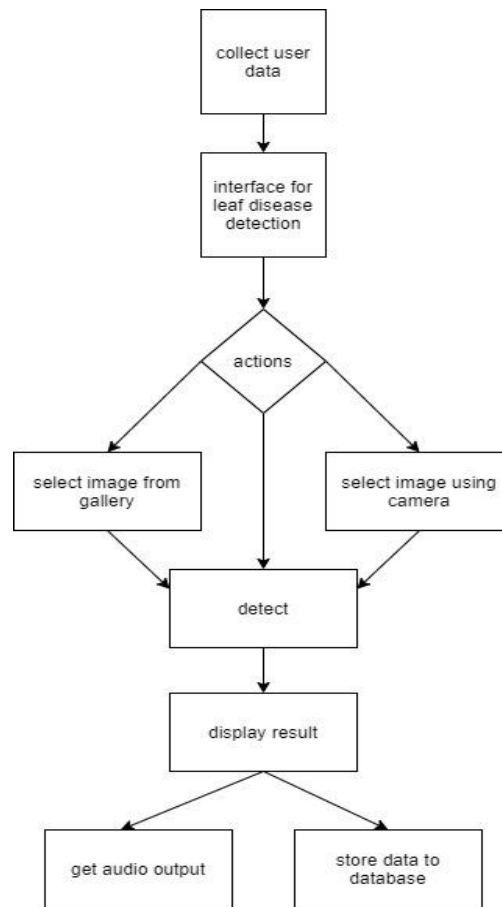 collect user
data
interface for
leaf disease
detection
actions
select image from
gallery
select image using
camera
detect
display result
get audio output
store data to
database